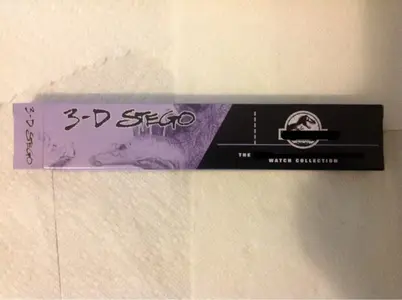 3-D STEGO
3-D STEGO
THE
WATCH COLLECTION